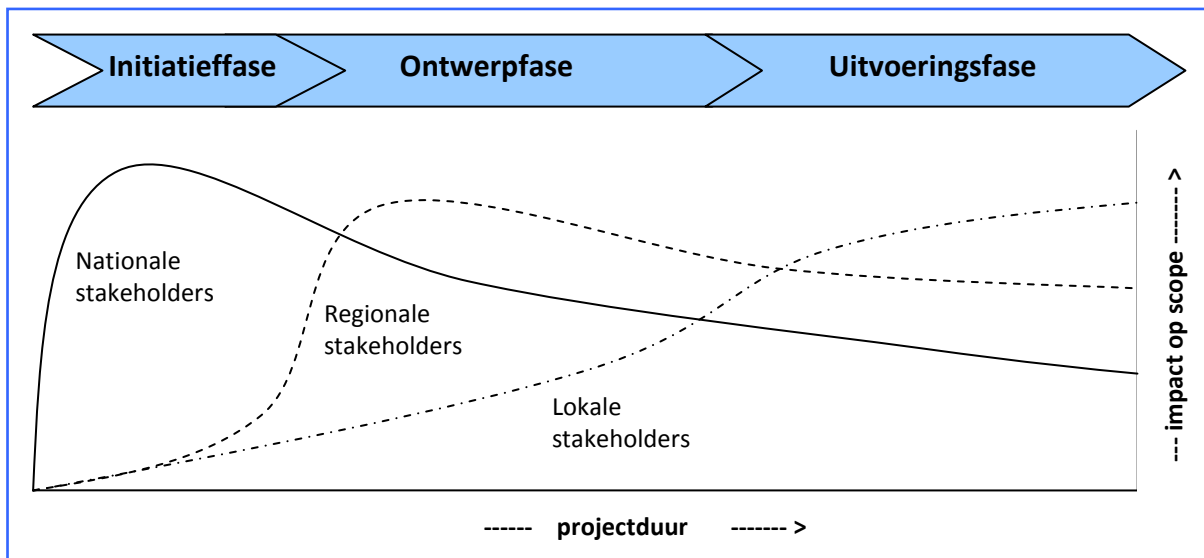 Initiatieffase
Ontwerpfase
Uitvoeringsfase
Nationale
stakeholders
Regionale
stakeholders
Lokale
stakeholders
--- impact op scope ------- >
------ projectduur ------- >